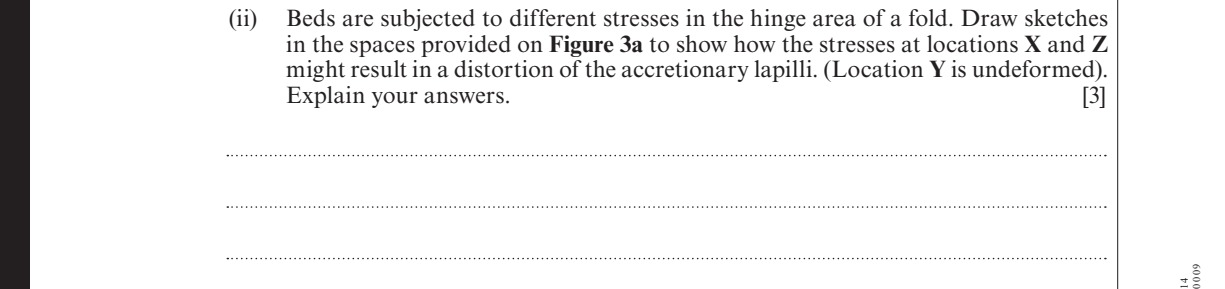 (ii) Beds are subjected to different stresses in the hinge area of a fold. Draw sketches
in the spaces provided on Figure 3a to show how the stresses at locations X and Z
might result in a distortion of the accretionary lapilli. (Location Y is undeformed).
Explain your answers. [3]
14
0009